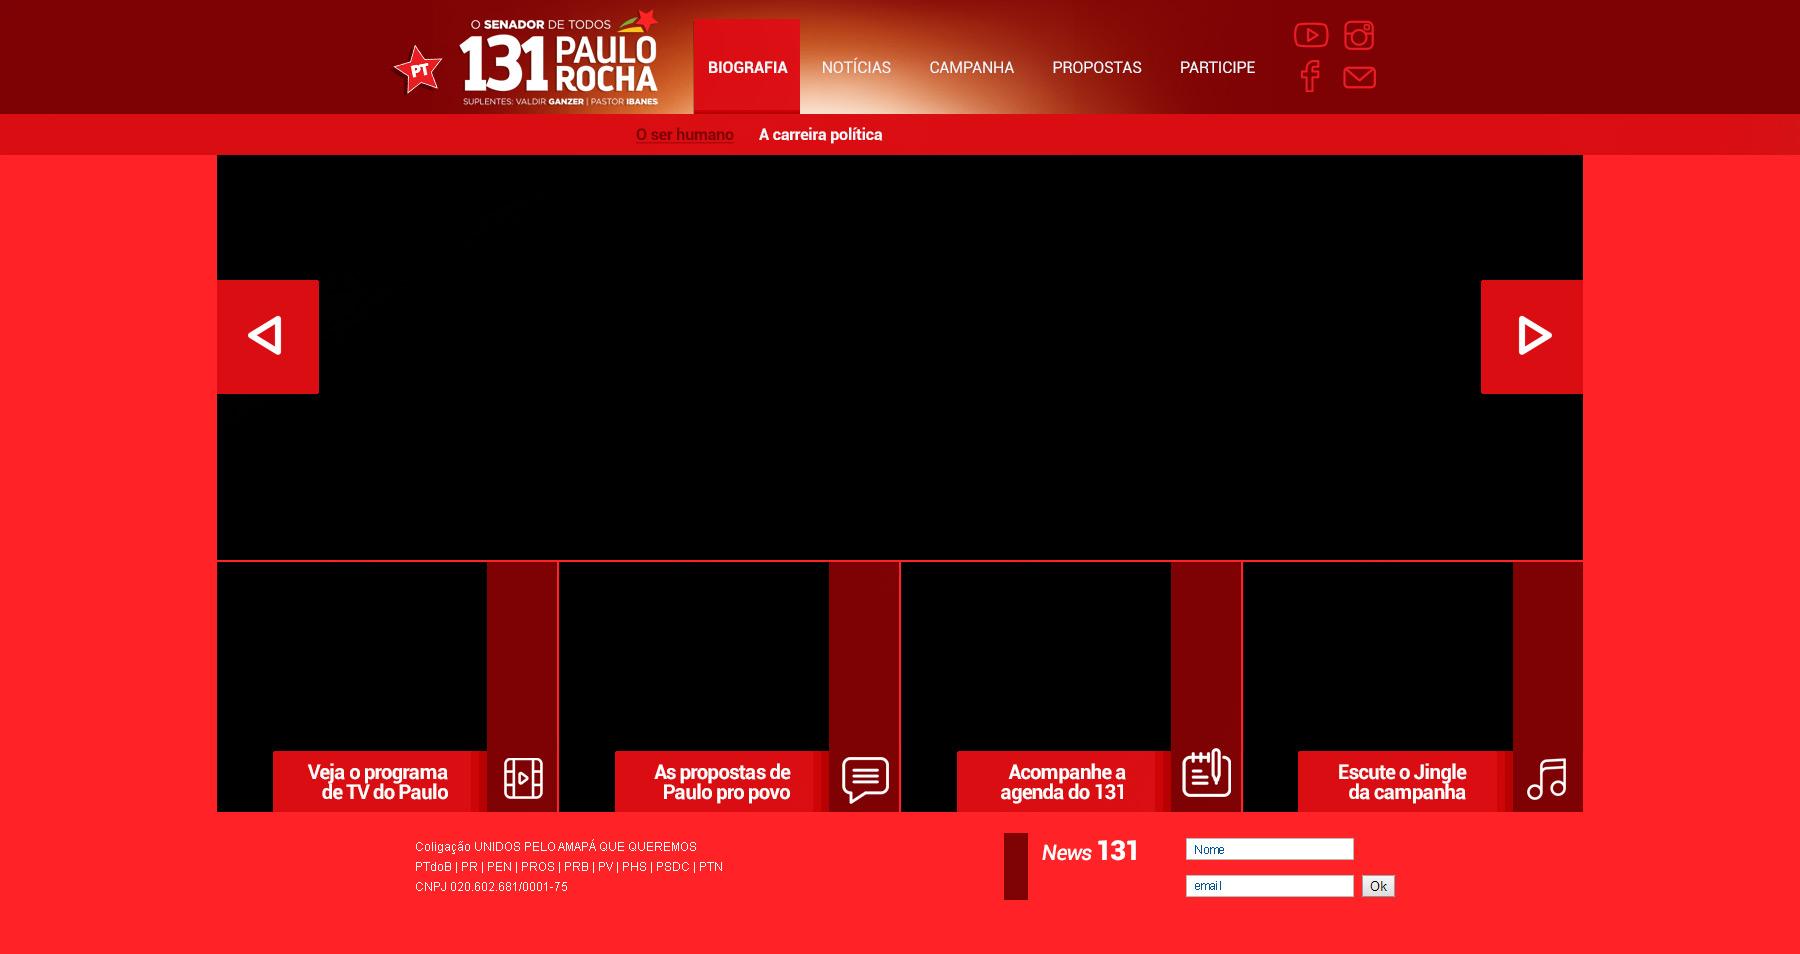 O SENADOR DE TODOS
PT
131 PAULO ROCHA
SUPLENTES: VALDIR GANZER | PASTOR IBANES
BIOGRAFIA
NOTÍCIAS
CAMPANHA
PROPOSTAS
PARTICIPE
O ser humano
A carreira política
Veja o programa
de TV do Paulo
As propostas de
Paulo pro povo
Acompanhe a
agenda do 131
Escute o Jingle
da campanha
Coligação UNIDOS PELO AMAPÁ QUE QUEREMOS
PTdoB | PR | PEN | PROS | PRB | PV | PHS | PSDC | PTN
CNPJ 020.602.681/0001-75
News 131
Nome
email
Ok